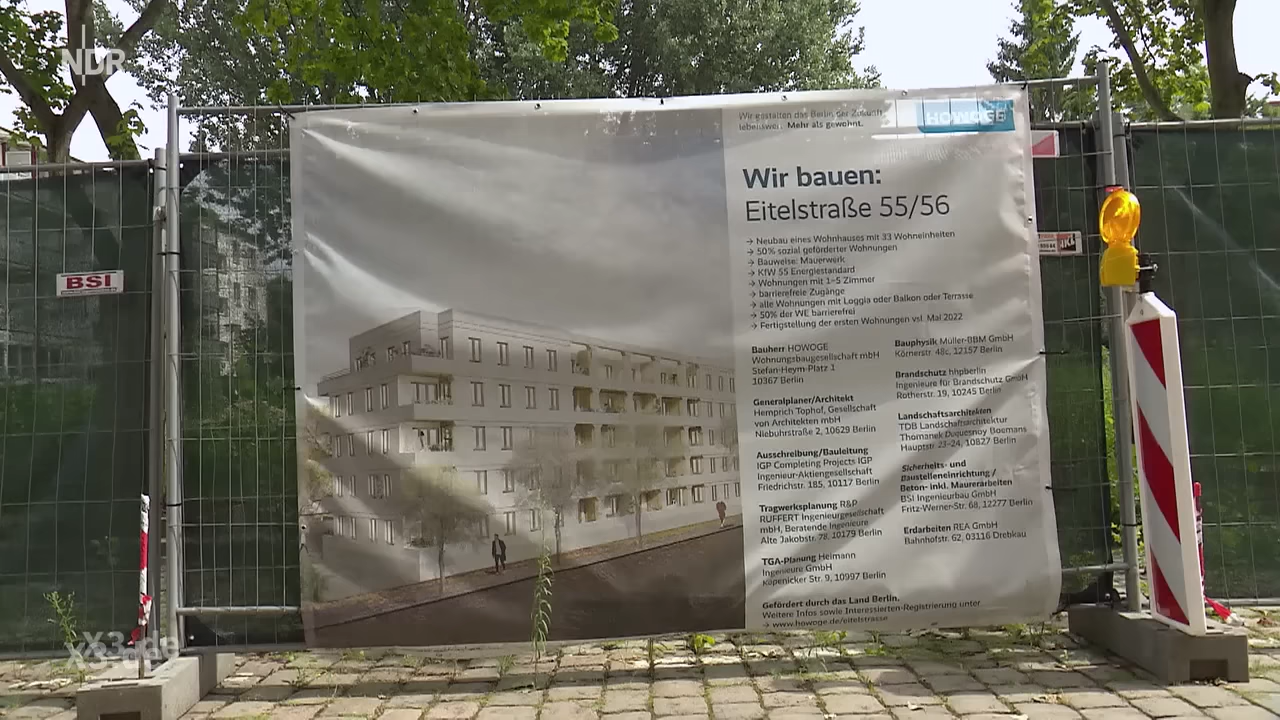 NDR
BSI
Wir gestalten das Berlin der Zukunft
lebenswert. Mehr als gewohnt.
HOWOGE
Wir bauen:
Eitelstraße 55/56
→ Neubau eines Wohnhauses mit 33 Wohneinheiten
→ 50% sozial geförderter Wohnungen
→ Bauweise: Mauerwerk
→ KfW 55 Energiestandard
→ Wohnungen mit 1–5 Zimmer
→ barrierefreie Zugänge
→ alle Wohnungen mit Loggia oder Balkon oder Terrasse
→ 50% der WE barrierefrei
→ Fertigstellung der ersten Wohnungen vsl. Mai 2022
Bauherr HOWOGE
Wohnungsbaugesellschaft mbH
Stefan-Heym-Platz 1
10367 Berlin
Generalplaner/Architekt
Hemprich Tophof, Gesellschaft
von Architekten mbH
Niebuhrstraße 2, 10629 Berlin
Ausschreibung/Bauleitung
IGP Completing Projects IGP
Ingenieur-Aktiengesellschaft
Friedrichstr. 185, 10117 Berlin
Tragwerksplanung R&P
RUFFERT Ingenieurgesellschaft
mbH, Beratende Ingenieure
Alte Jakobstr. 78, 10179 Berlin
TGA-Planung Heimann
Ingenieure GmbH
Köpenicker Str. 9, 10997 Berlin
Bauphysik Müller-BBM GmbH
Körnerstr. 48c, 12157 Berlin
Brandschutz hhpberlin
Ingenieure für Brandschutz GmbH
Rotherstr. 19, 10245 Berlin
Landschaftsarchitekten
TDB Landschaftsarchitektur
Thomanek Duquesnoy Boemans
Hauptstr. 23–24, 10827 Berlin
Sicherheits- und
Baustelleneinrichtung /
Beton- inkl. Maurerarbeiten
BSI Ingenieurbau GmbH
Fritz-Werner-Str. 68, 12277 Berlin
Erdarbeiten REA GmbH
Bahnhofstr. 62, 03116 Drebkau
Gefördert durch das Land Berlin.
Weitere Infos sowie Interessierten-Registrierung unter
→ www.howoge.de/eitelstrasse
X3.de